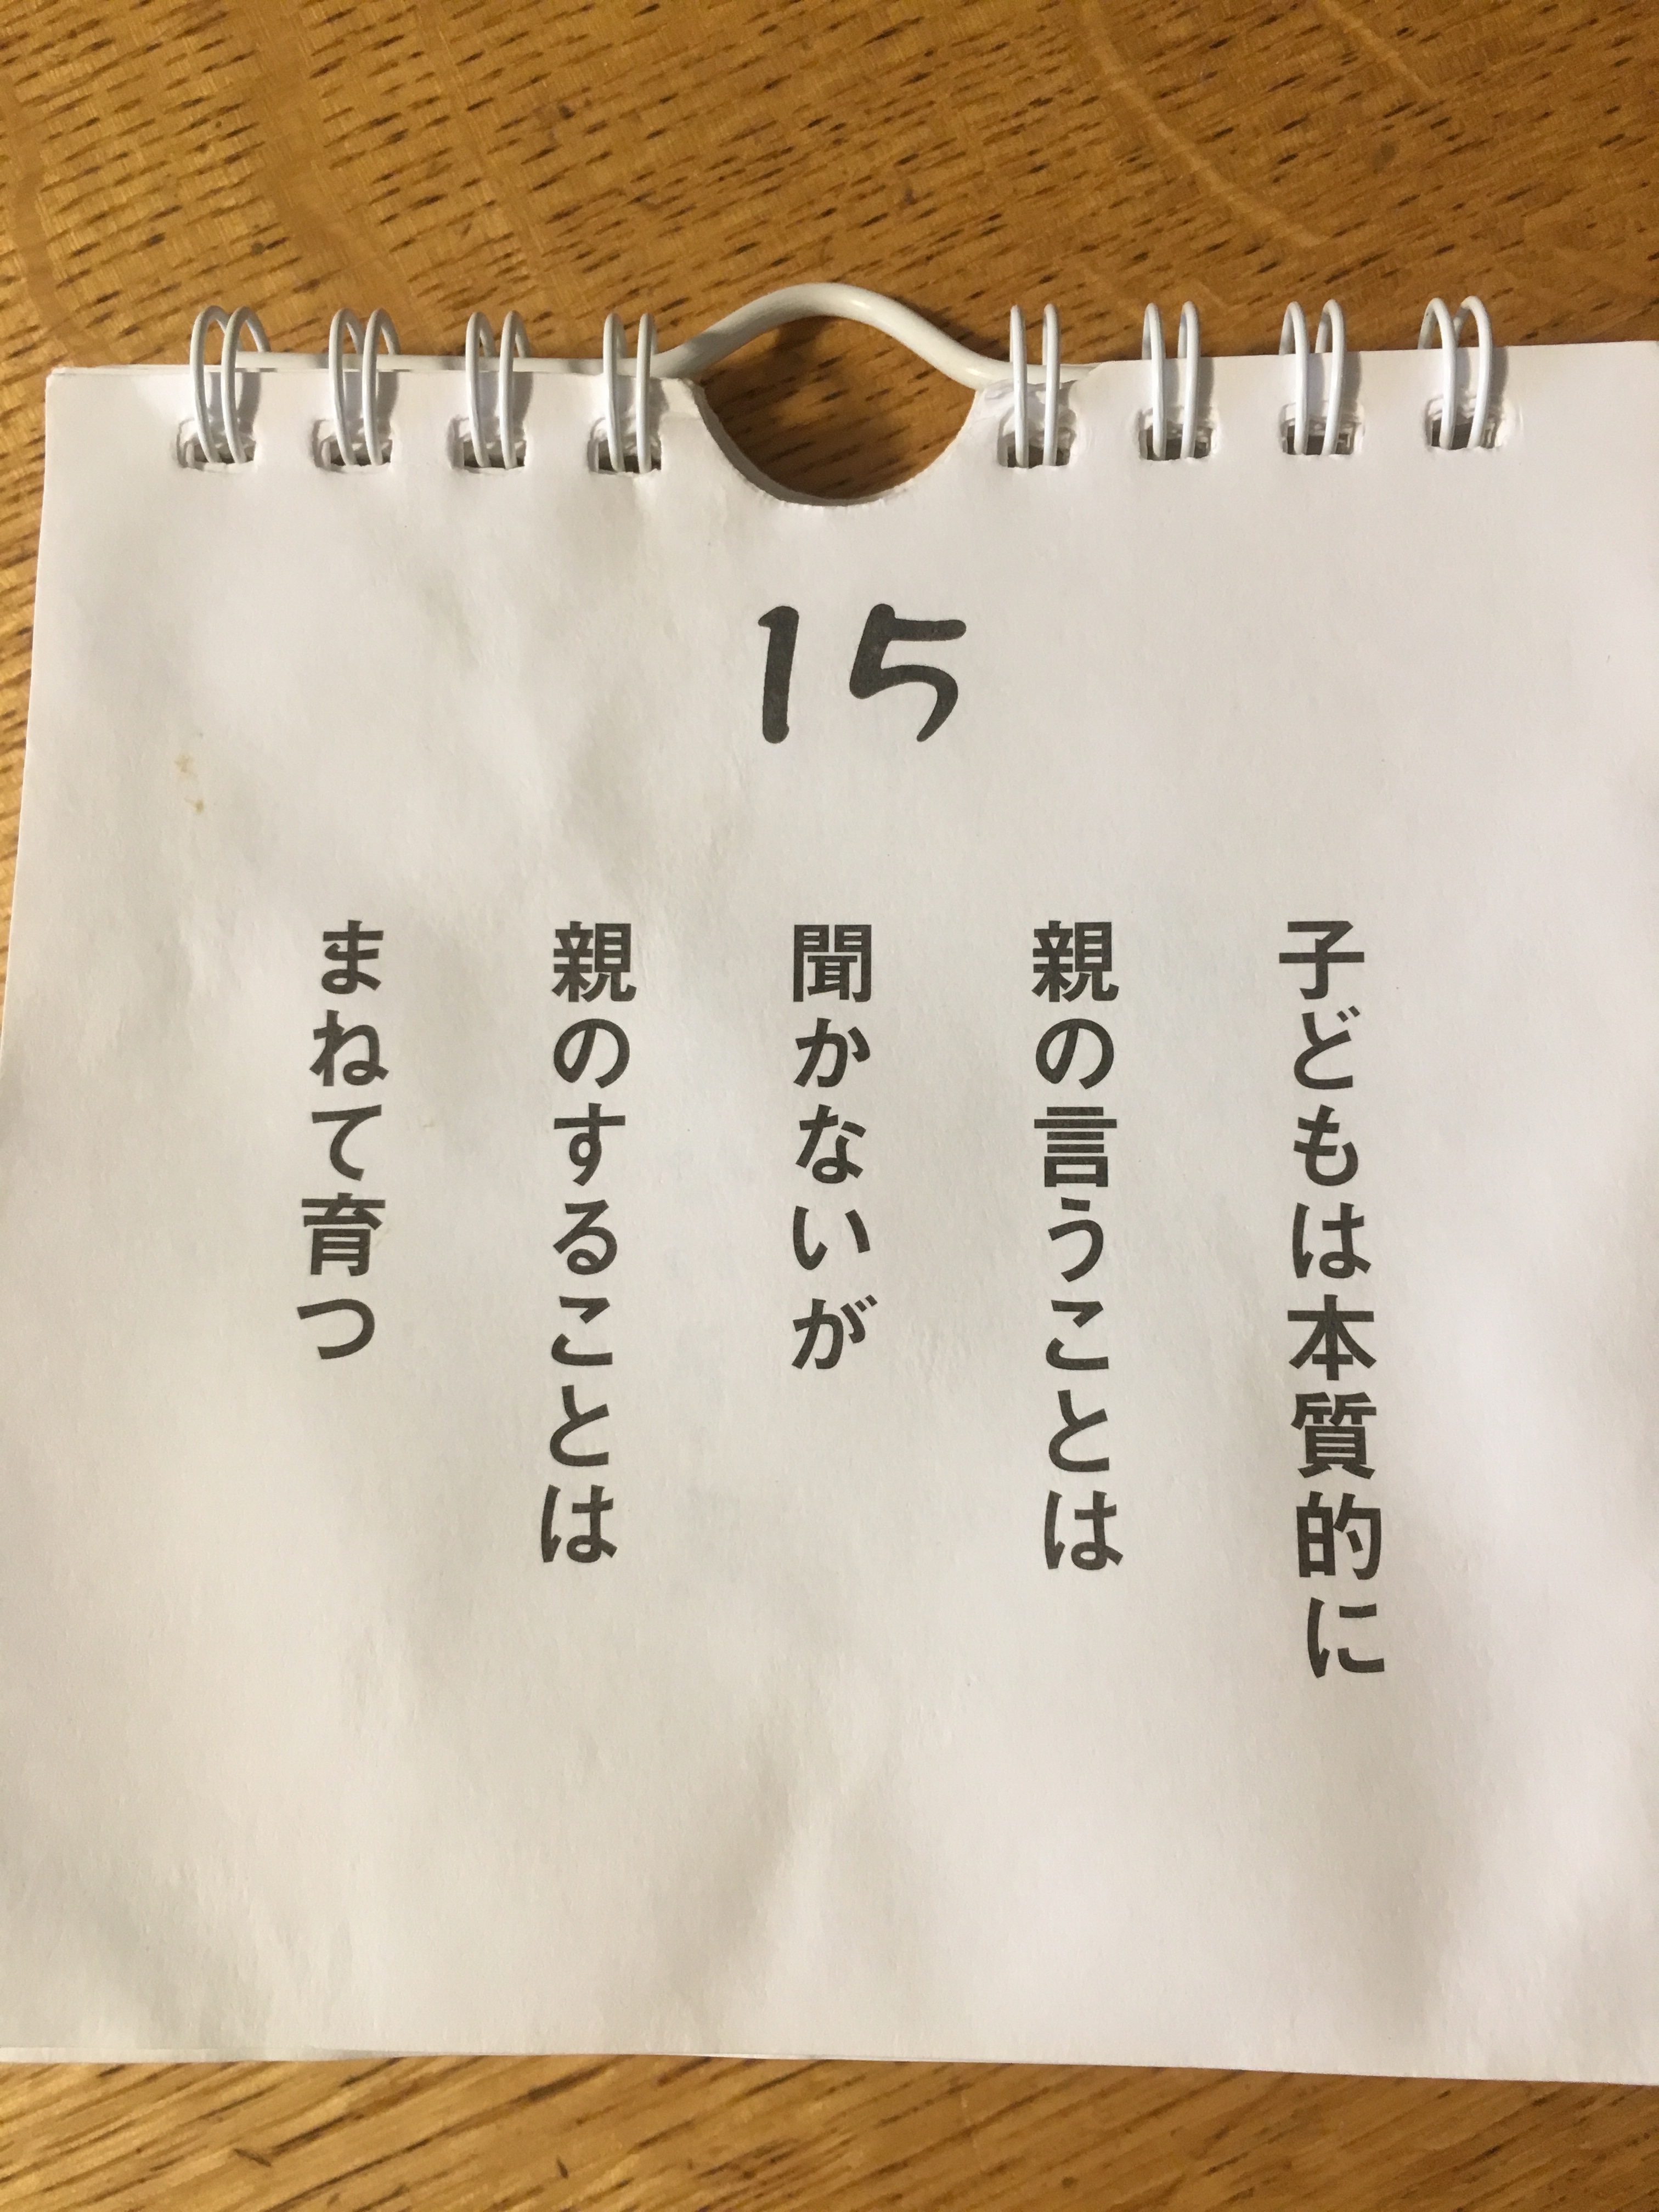 15
子どもは本質的に
親の言うことは
聞かないが
親のすることは
まねて育つ